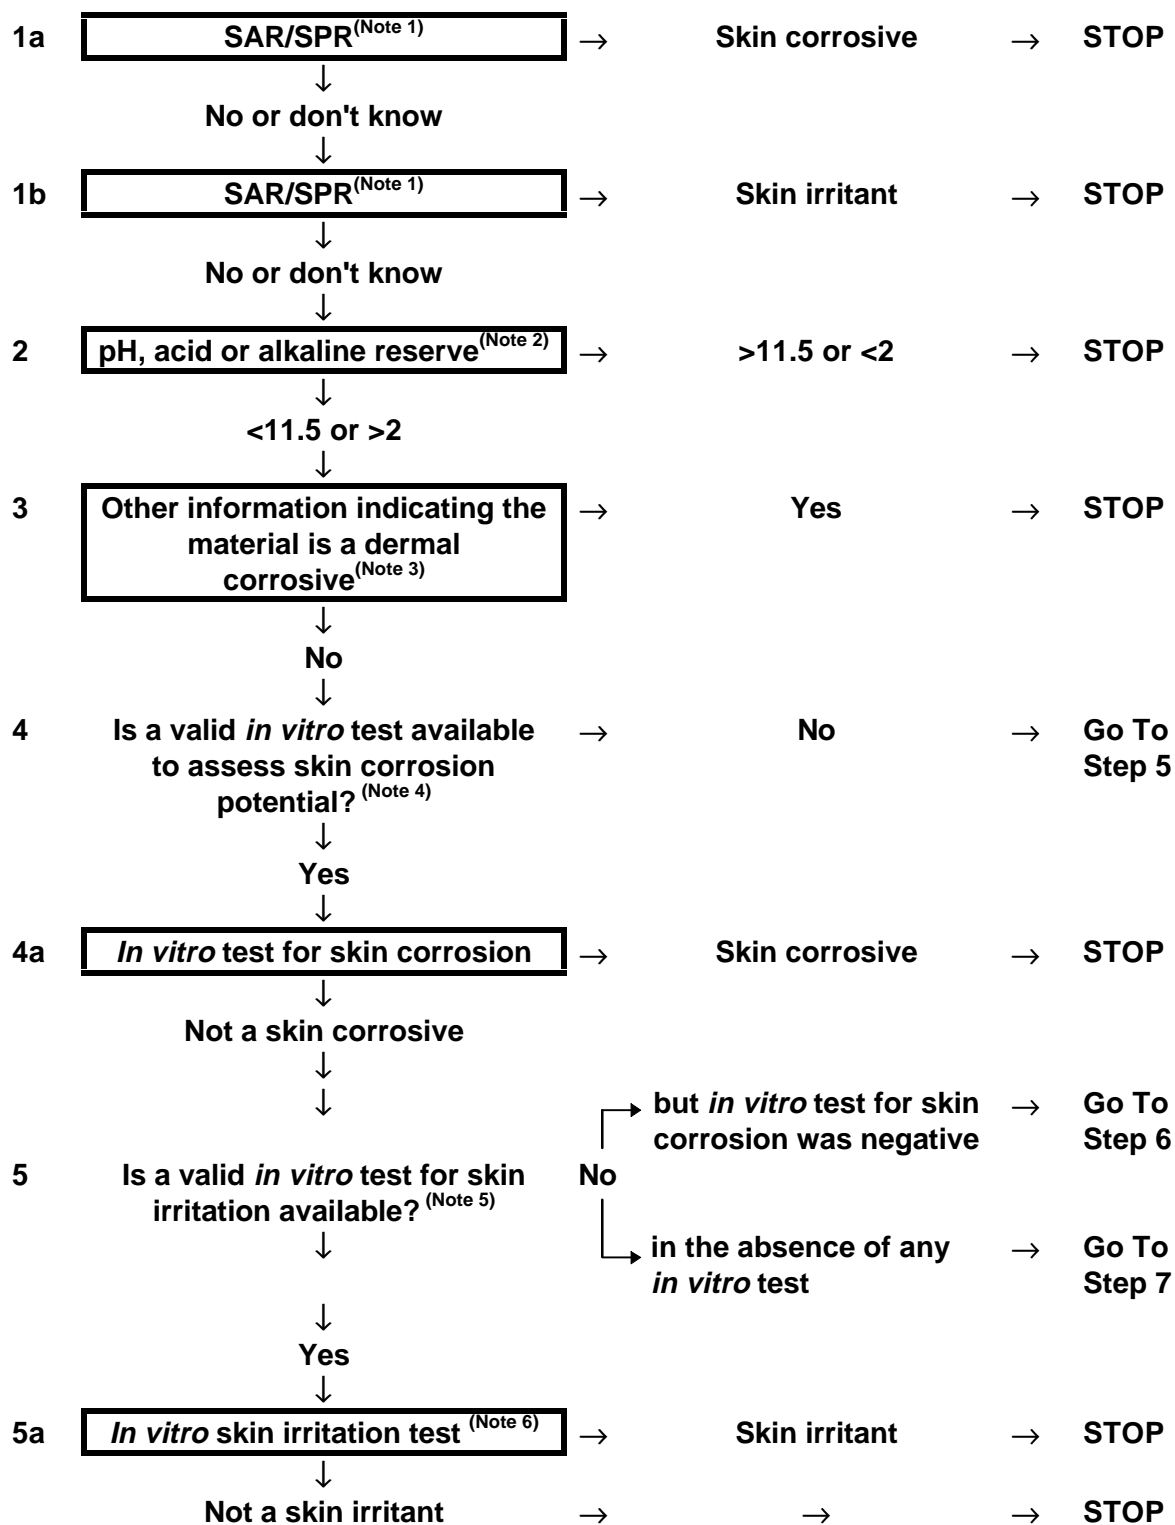 1a SAR/SPR(Note 1) → Skin corrosive → STOP
↓
No or don't know
↓
1b SAR/SPR(Note 1) → Skin irritant → STOP
↓
No or don't know
↓
2 pH, acid or alkaline reserve(Note 2) → >11.5 or <2 → STOP
↓
<11.5 or >2
↓
3 Other information indicating the → Yes → STOP
material is a dermal
corrosive(Note 3)
↓
No
↓
4 Is a valid in vitro test available → No → Go To
to assess skin corrosion Step 5
potential? (Note 4)
↓
Yes
↓
4a In vitro test for skin corrosion → Skin corrosive → STOP
↓
Not a skin corrosive
↓
↓ but in vitro test for skin → Go To
corrosion was negative Step 6
5 Is a valid in vitro test for skin No
irritation available? (Note 5)
↓ in the absence of any → Go To
in vitro test Step 7
↓
Yes
↓
5a In vitro skin irritation test (Note 6) → Skin irritant → STOP
↓
Not a skin irritant → → → STOP